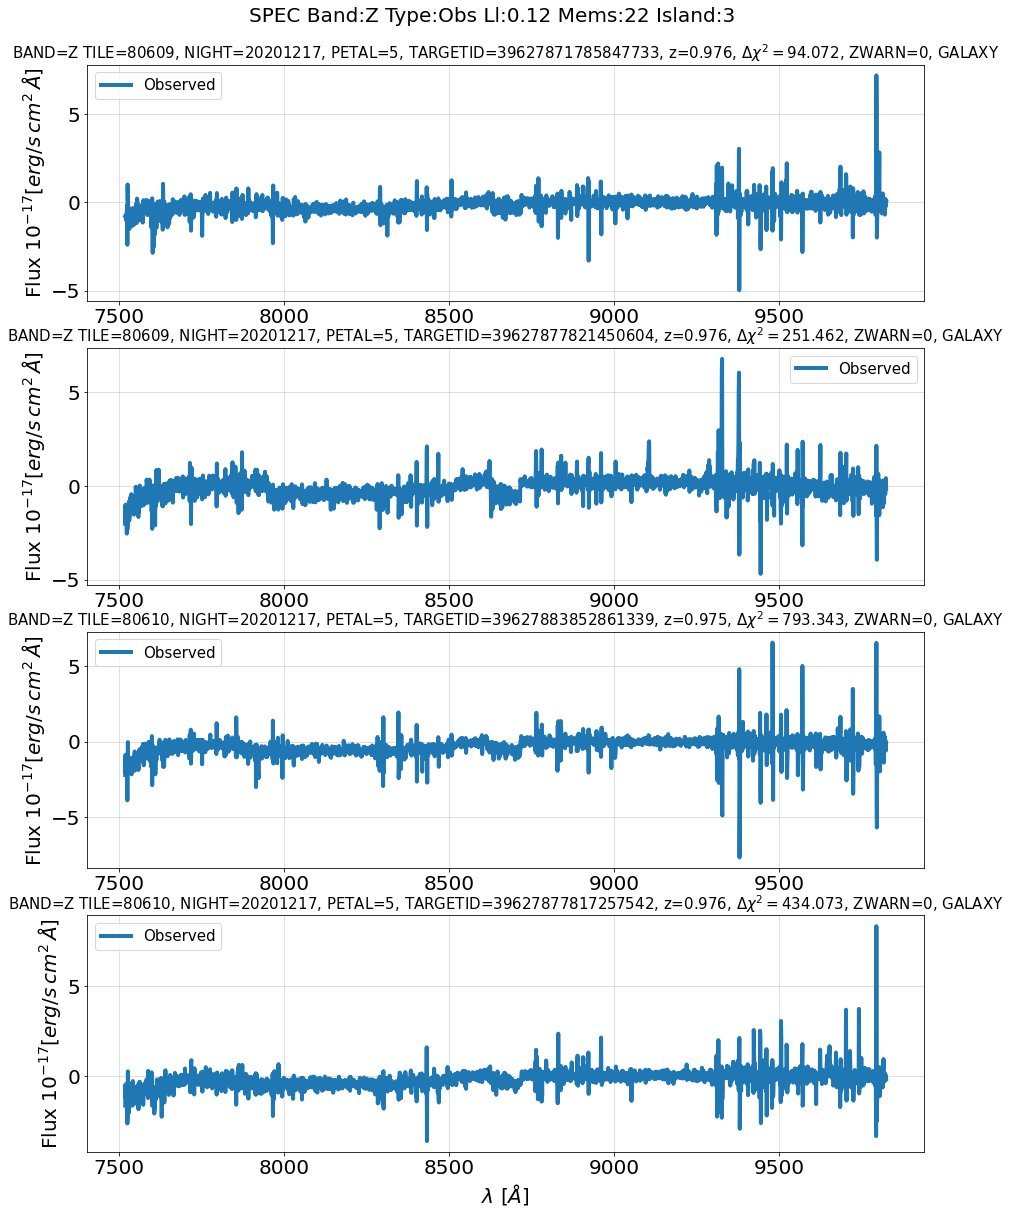 SPEC Band:Z Type:Obs Ll:0.12 Mems:22 Island:3
BAND=Z TILE=80609, NIGHT=20201217, PETAL=5, TARGETID=39627871785847733, z=0.976, Δχ² = 94.072, ZWARN=0, GALAXY
Observed
Flux 10⁻¹⁷[erg/s cm² Å]
5
0
−5
7500 8000 8500 9000 9500
BAND=Z TILE=80609, NIGHT=20201217, PETAL=5, TARGETID=39627877821450604, z=0.976, Δχ² = 251.462, ZWARN=0, GALAXY
Observed
Flux 10⁻¹⁷[erg/s cm² Å]
5
0
−5
7500 8000 8500 9000 9500
BAND=Z TILE=80610, NIGHT=20201217, PETAL=5, TARGETID=39627883852861339, z=0.975, Δχ² = 793.343, ZWARN=0, GALAXY
Observed
Flux 10⁻¹⁷[erg/s cm² Å]
5
0
−5
7500 8000 8500 9000 9500
BAND=Z TILE=80610, NIGHT=20201217, PETAL=5, TARGETID=39627877817257542, z=0.976, Δχ² = 434.073, ZWARN=0, GALAXY
Observed
Flux 10⁻¹⁷[erg/s cm² Å]
5
0
7500 8000 8500 9000 9500
λ [Å]